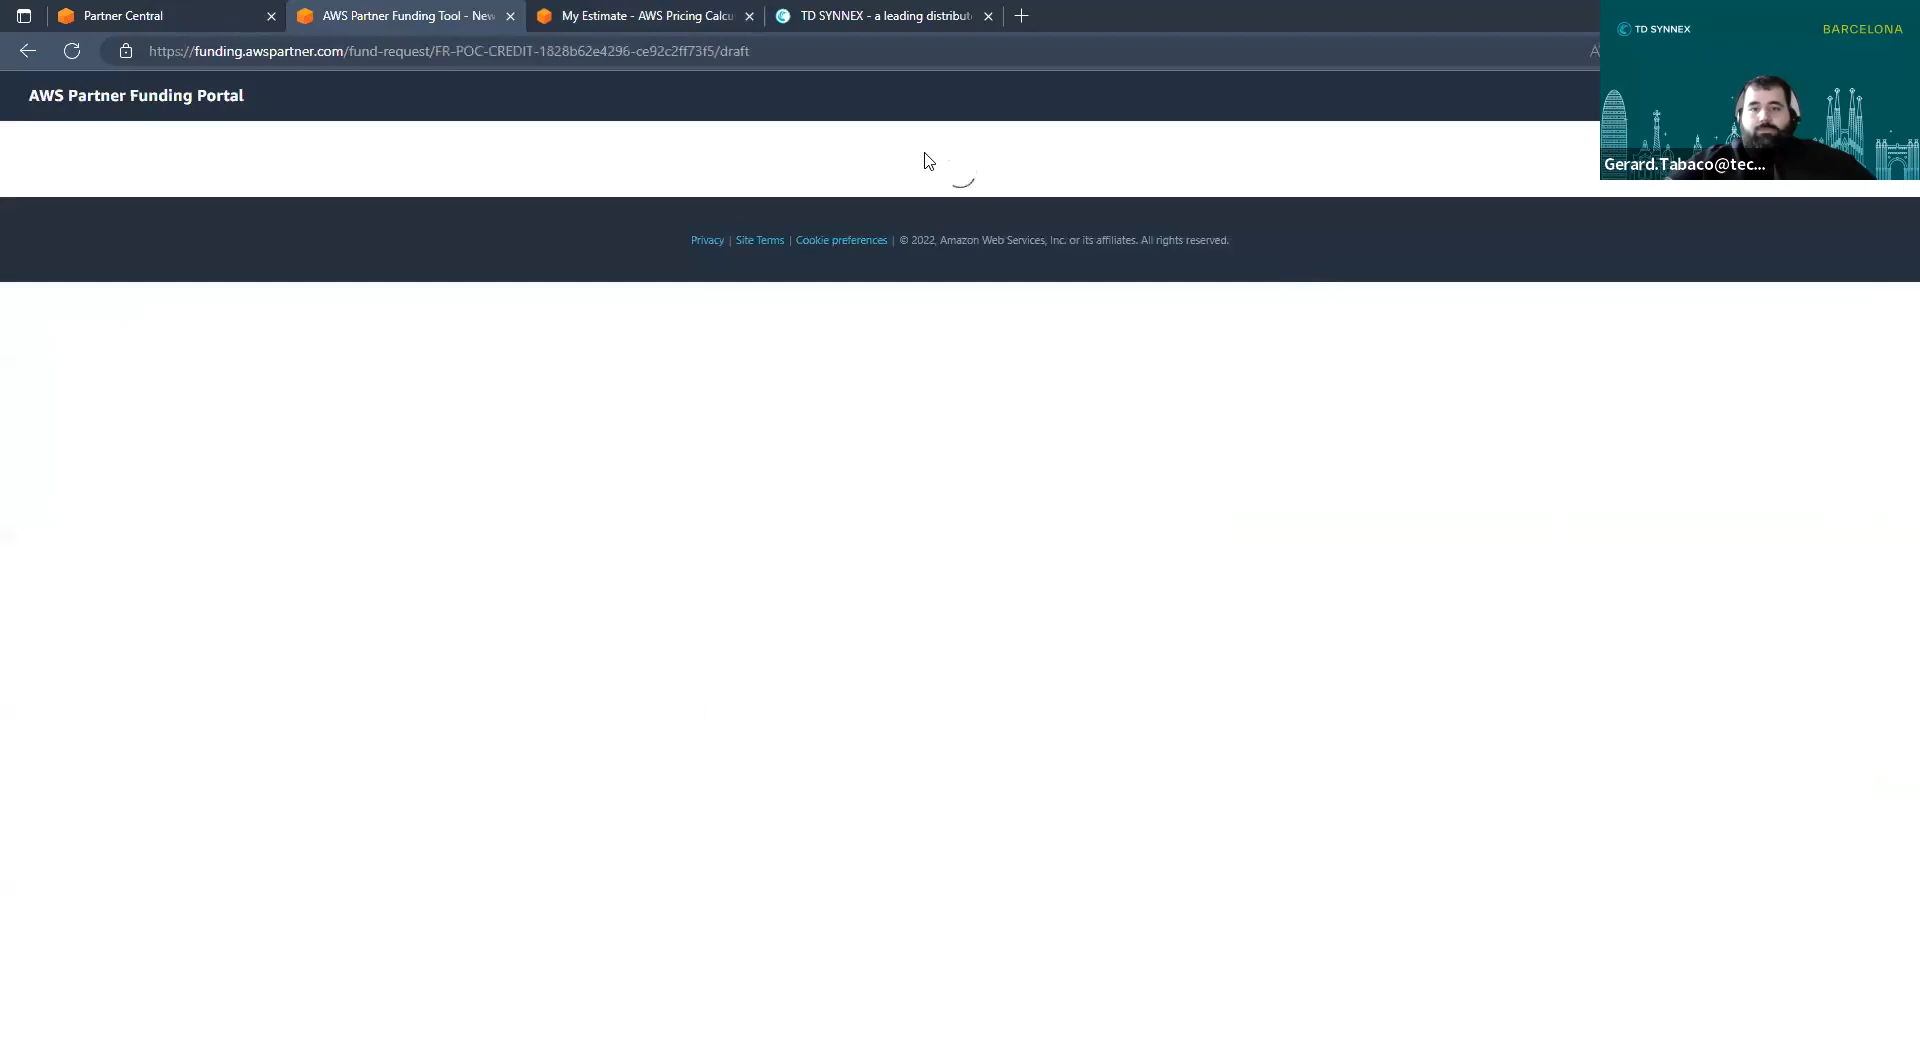 Partner Central
AWS Partner Funding Tool - New
My Estimate - AWS Pricing Calcu
TD SYNNEX - a leading distribut
https://funding.awspartner.com/fund-request/FR-POC-CREDIT-1828b62e4296-ce92c2ff73f5/draft
TD SYNNEX
BARCELONA
AWS Partner Funding Portal
Gerard.Tabaco@tec...
Privacy | Site Terms | Cookie preferences | © 2022, Amazon Web Services, Inc. or its affiliates. All rights reserved.